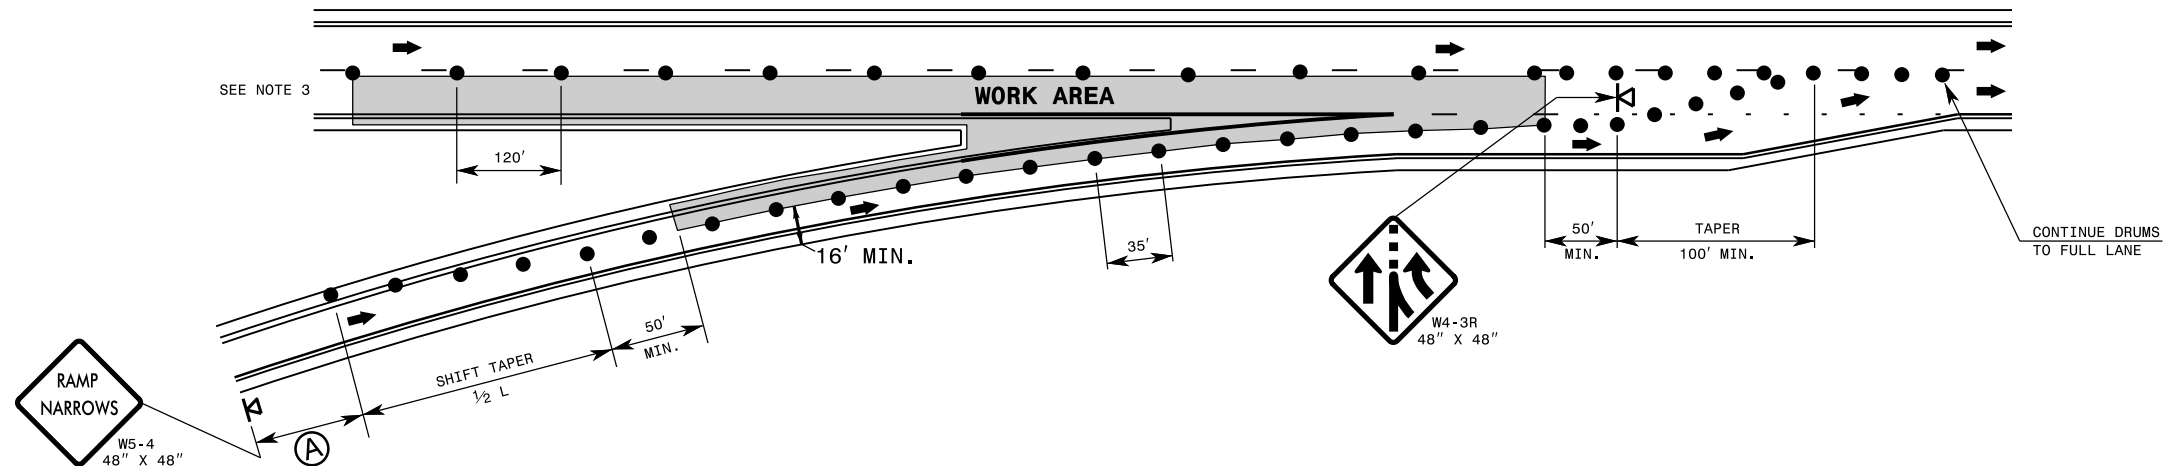 SEE NOTE 3
WORK AREA
120'
16' MIN.
35'
50'
MIN.
TAPER
100' MIN.
CONTINUE DRUMS
TO FULL LANE
W4-3R
48" X 48"
50'
MIN.
SHIFT TAPER
½ L
RAMP
NARROWS
W5-4
48" X 48"
A